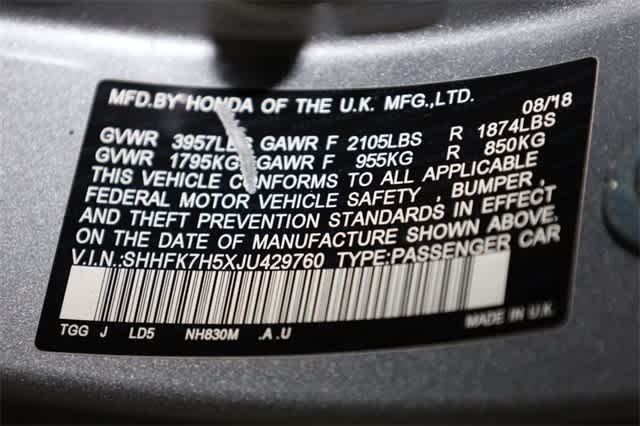 MFD.BY HONDA OF THE U.K. MFG.,LTD. 08/'18
GVWR 3957LBS GAWR F 2105LBS R 1874LBS
GVWR 1795KG GAWR F 955KG R 850KG
THIS VEHICLE CONFORMS TO ALL APPLICABLE
FEDERAL MOTOR VEHICLE SAFETY , BUMPER,
AND THEFT PREVENTION STANDARDS IN EFFECT
ON THE DATE OF MANUFACTURE SHOWN ABOVE.
V.I.N.:SHHFK7H5XJU429760 TYPE:PASSENGER CAR
TGG J LD5 NH830M .A.U MADE IN U.K.